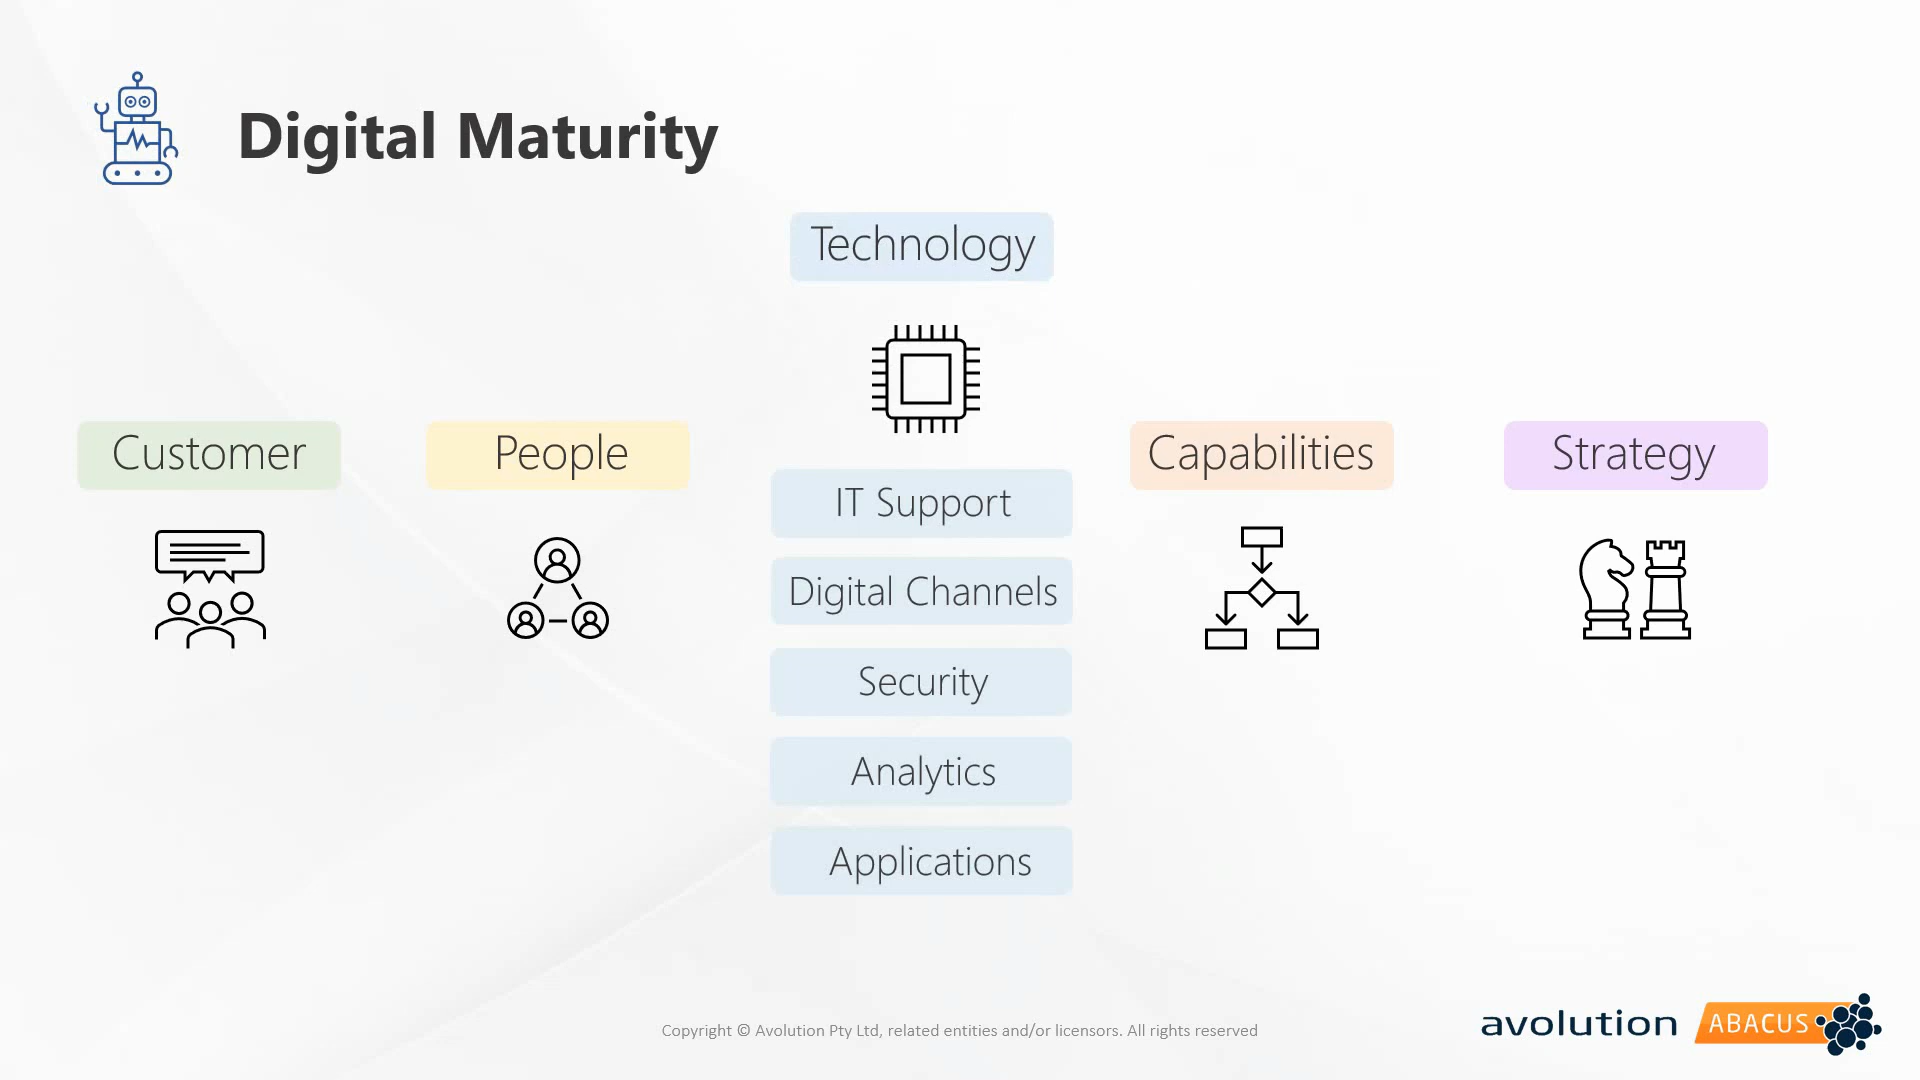 Digital Maturity
Technology
Customer
People
Capabilities
Strategy
IT Support
Digital Channels
Security
Analytics
Applications
Copyright © Avolution Pty Ltd, related entities and/or licensors. All rights reserved
avolution ABACUS